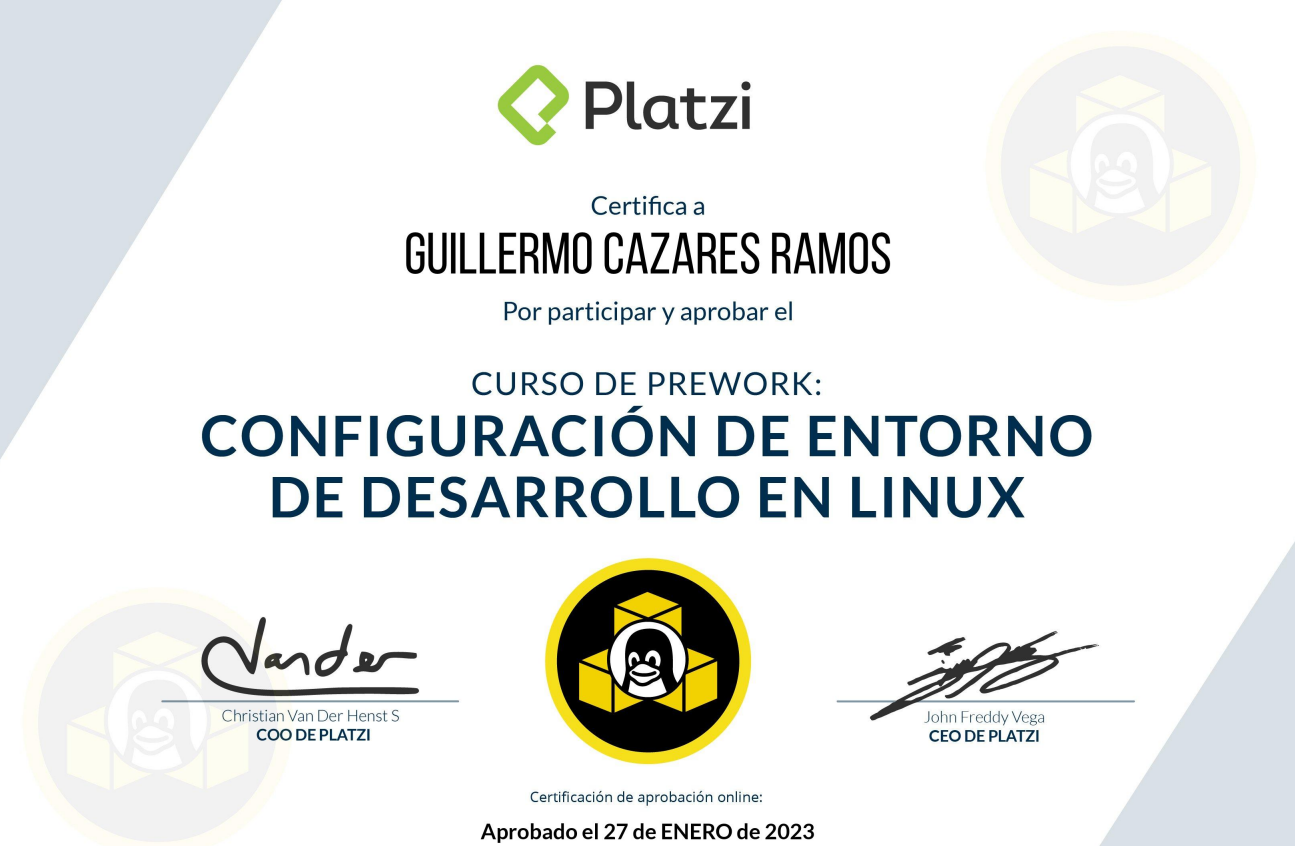 Platzi
Certifica a
GUILLERMO CAZARES RAMOS
Por participar y aprobar el
CURSO DE PREWORK:
CONFIGURACIÓN DE ENTORNO
DE DESARROLLO EN LINUX
Vander
Christian Van Der Henst S
COO DE PLATZI
John Freddy Vega
CEO DE PLATZI
Certificación de aprobación online:
Aprobado el 27 de ENERO de 2023